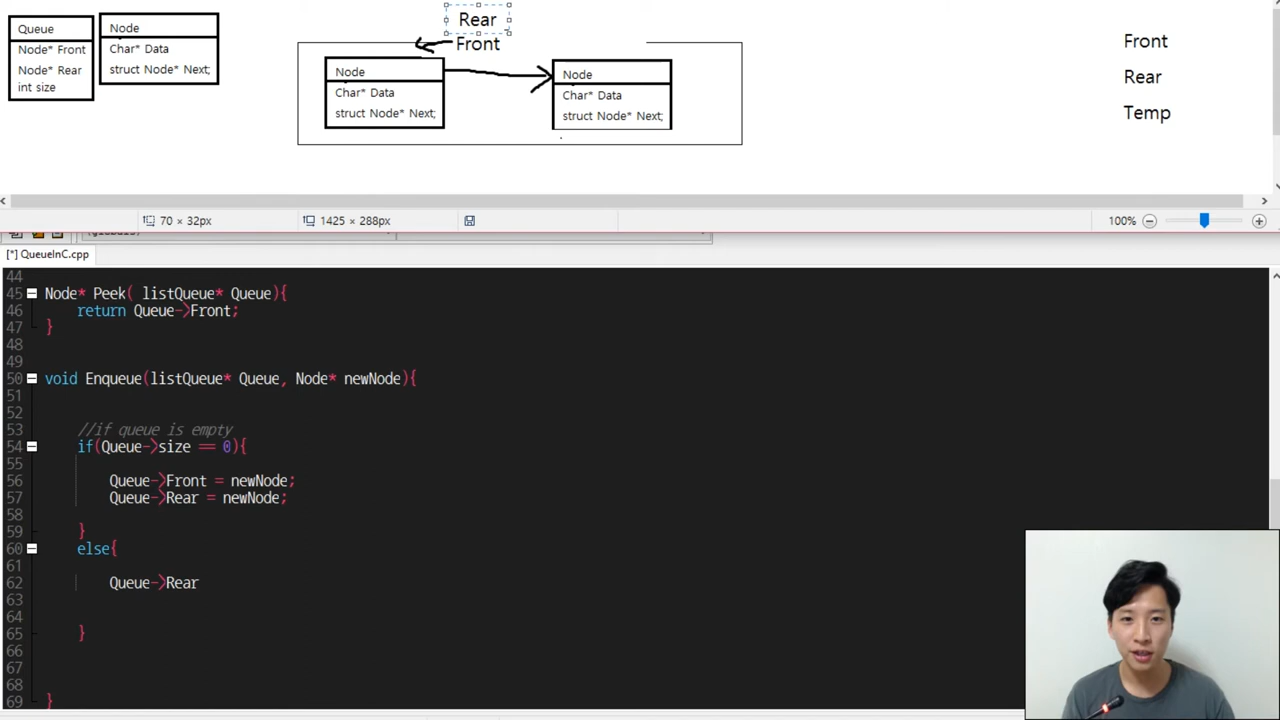 Queue
Node* Front
Node* Rear
int size
Node
Char* Data
struct Node* Next;
Rear
Front
Node
Char* Data
struct Node* Next;
Node
Char* Data
struct Node* Next;
Front
Rear
Temp
70 × 32px
1425 × 288px
100%
[*] QueueInC.cpp
44
45 Node* Peek( listQueue* Queue){
46 return Queue->Front;
47 }
48
49
50 void Enqueue(listQueue* Queue, Node* newNode){
51
52
53 //if queue is empty
54 if(Queue->size == 0){
55
56 Queue->Front = newNode;
57 Queue->Rear = newNode;
58
59 }
60 else{
61
62 Queue->Rear
63
64
65 }
66
67
68
69 }